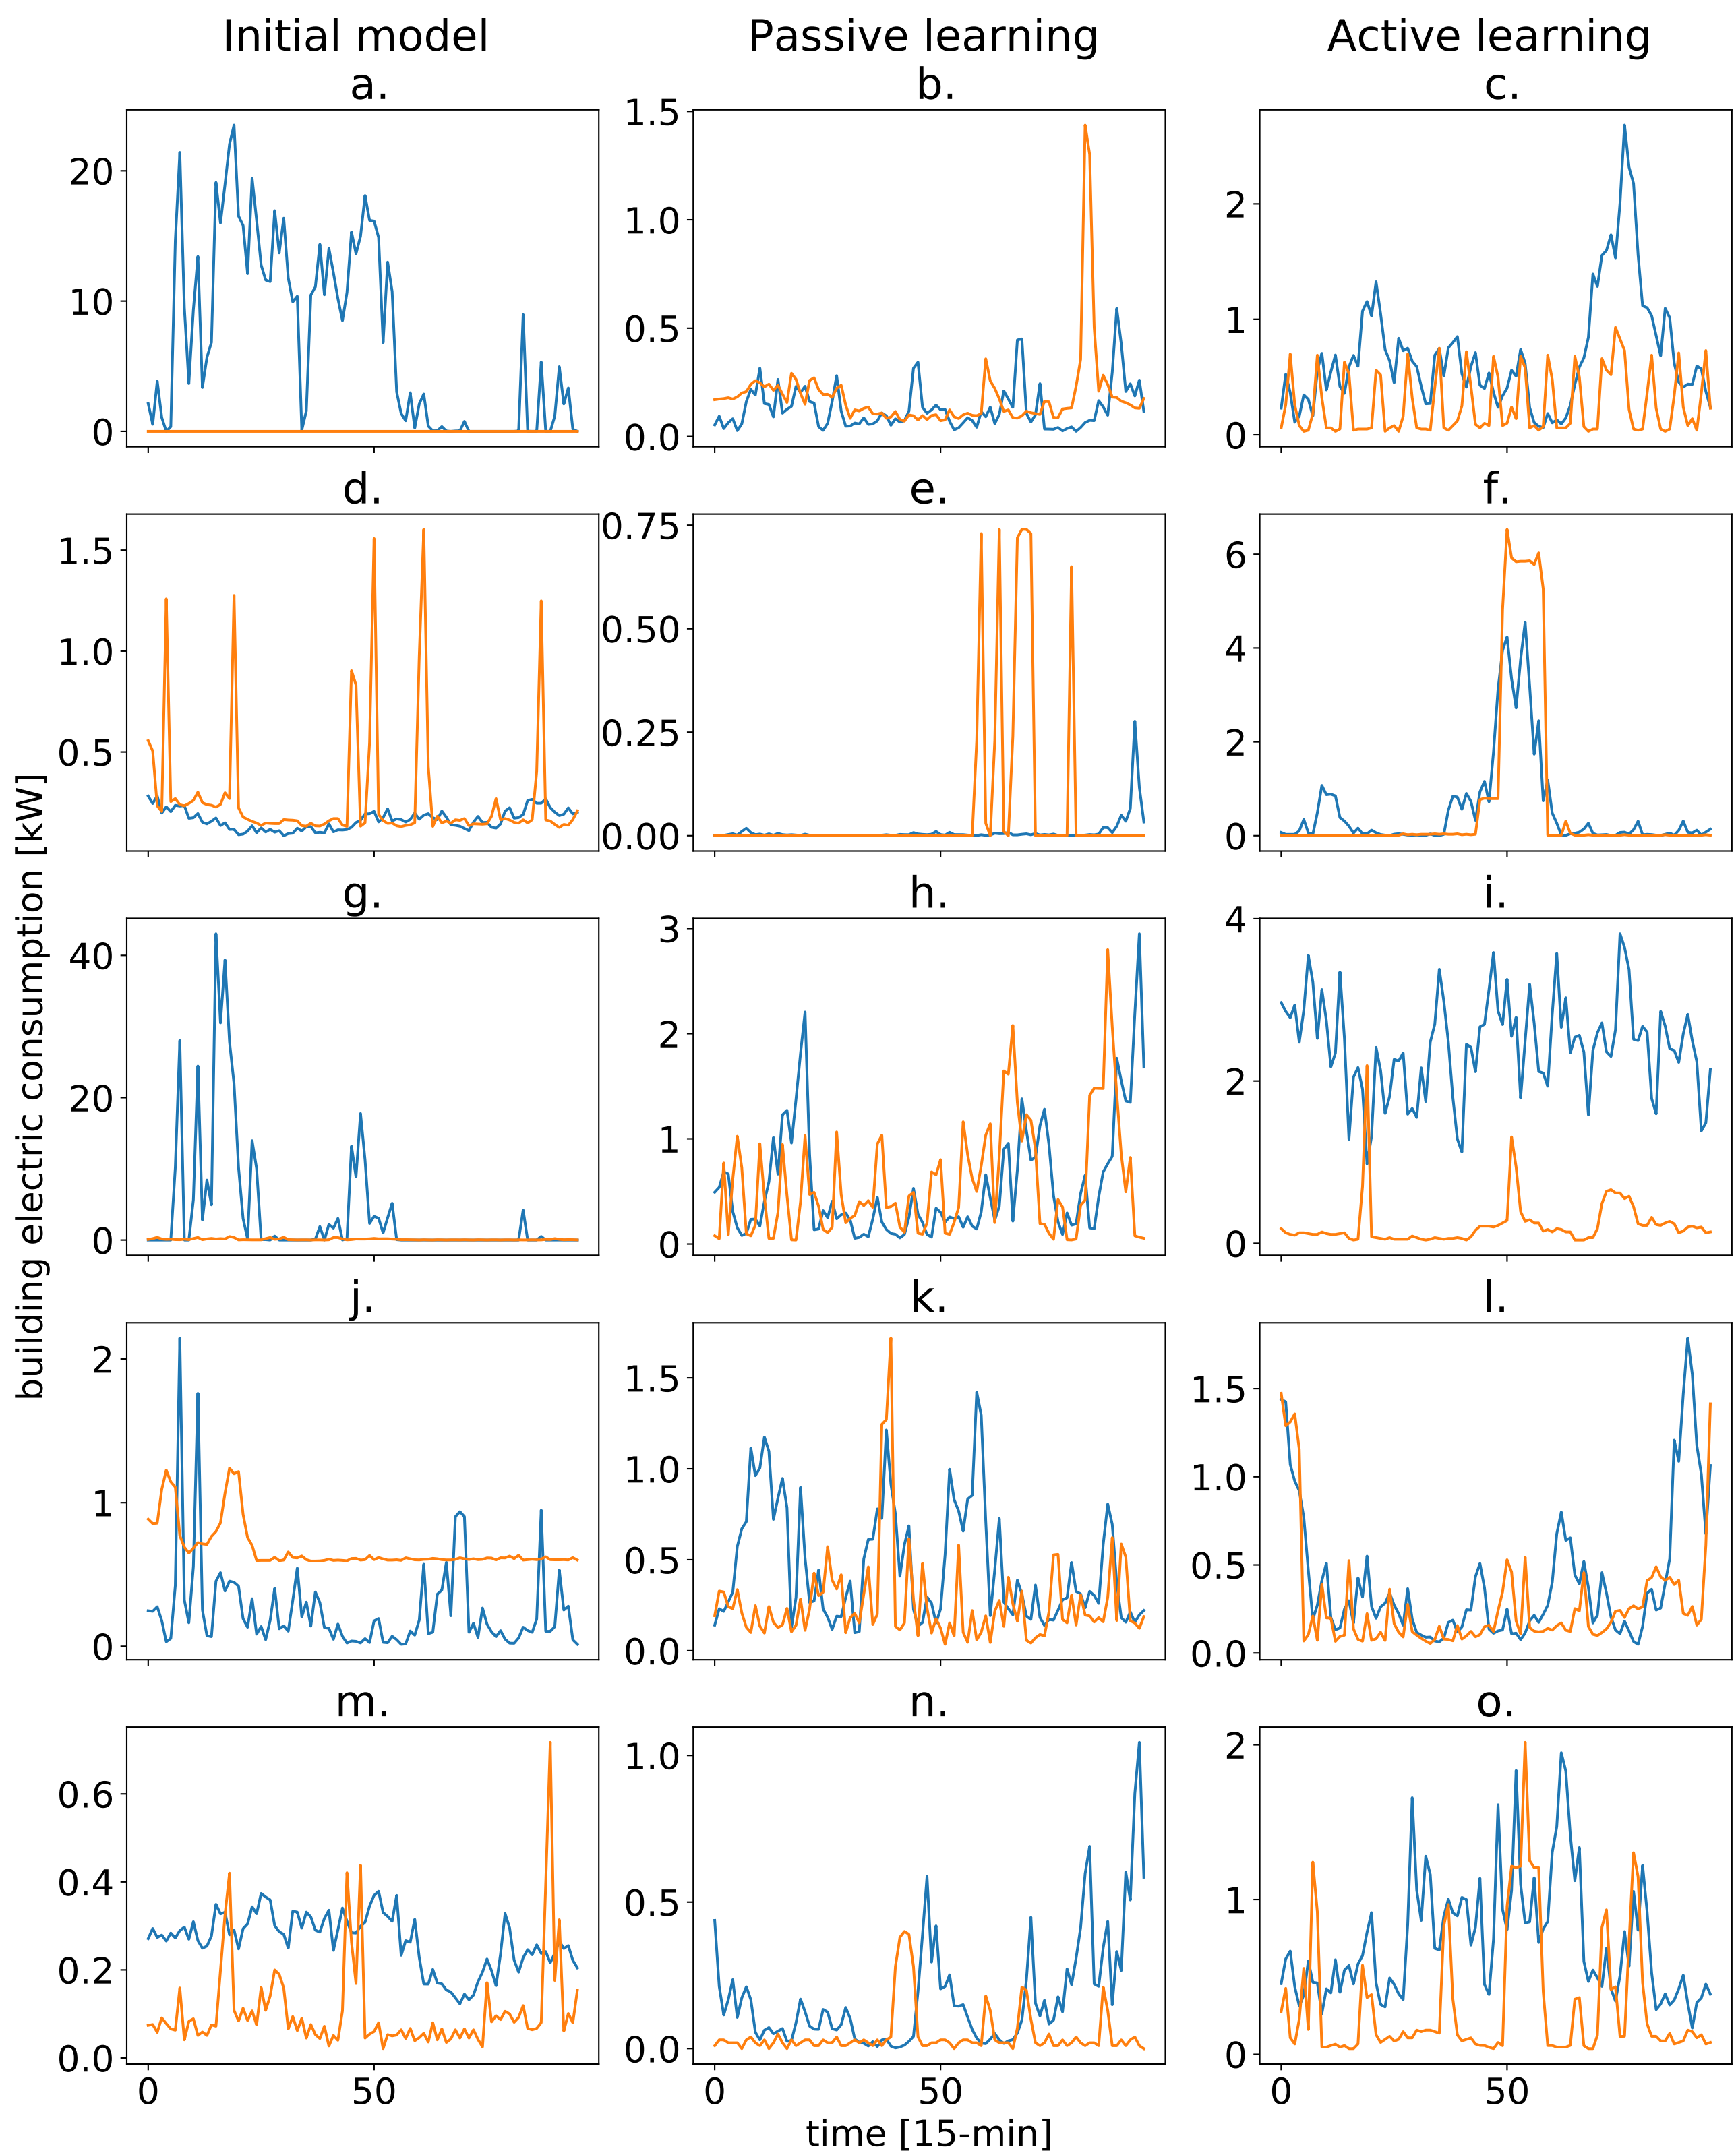 Initial model Passive learning Active learning
a. b. c.
20 1.5 2
10 1.0 1
0 0.5 0
0.0
d. e. f.
1.5 0.75 6
1.0 0.50 4
0.5 0.25 2
0.00 0
g. h. i.
40 3 4
20 2 2
0 1 0
0
building electric consumption [kW]
j. k. l.
2 1.5 1.5
1 1.0 1.0
0 0.5 0.5
0.0 0.0
m. n. o.
0.6 1.0 2
0.4 0.5 1
0.2 0.0 0
0.0
0 50 0 50 0 50
time [15-min]